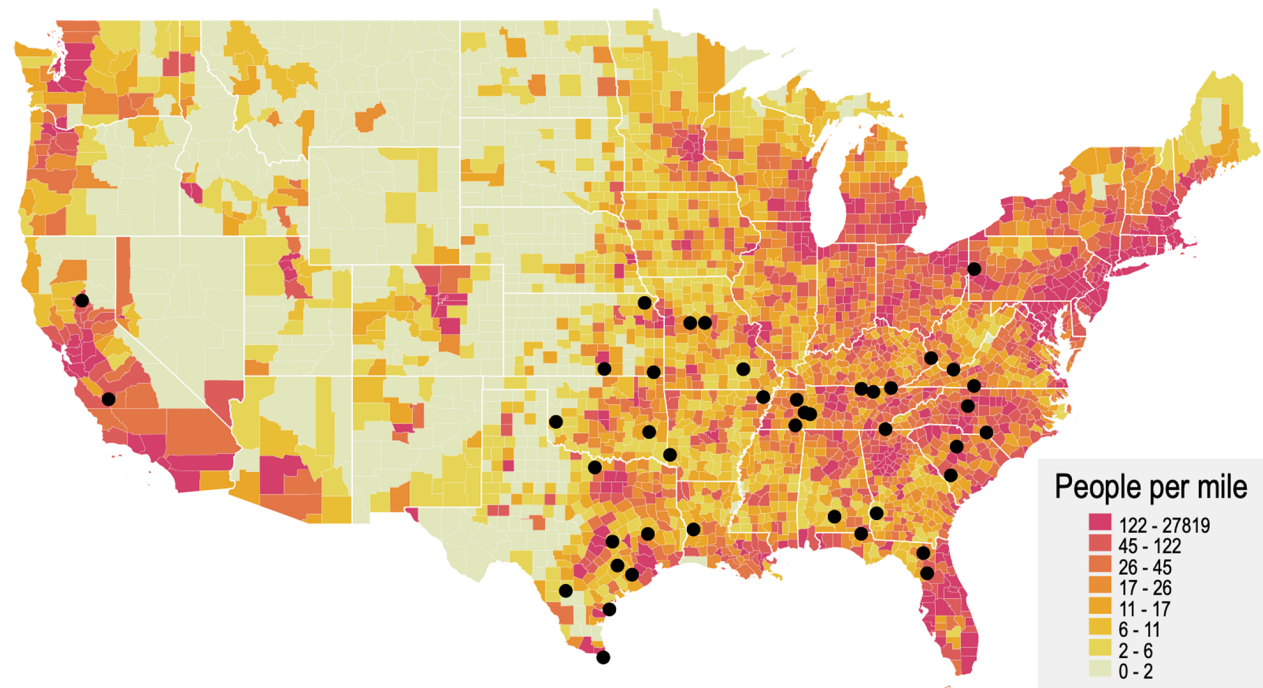 People per mile
122 - 27819
45 - 122
26 - 45
17 - 26
11 - 17
6 - 11
2 - 6
0 - 2